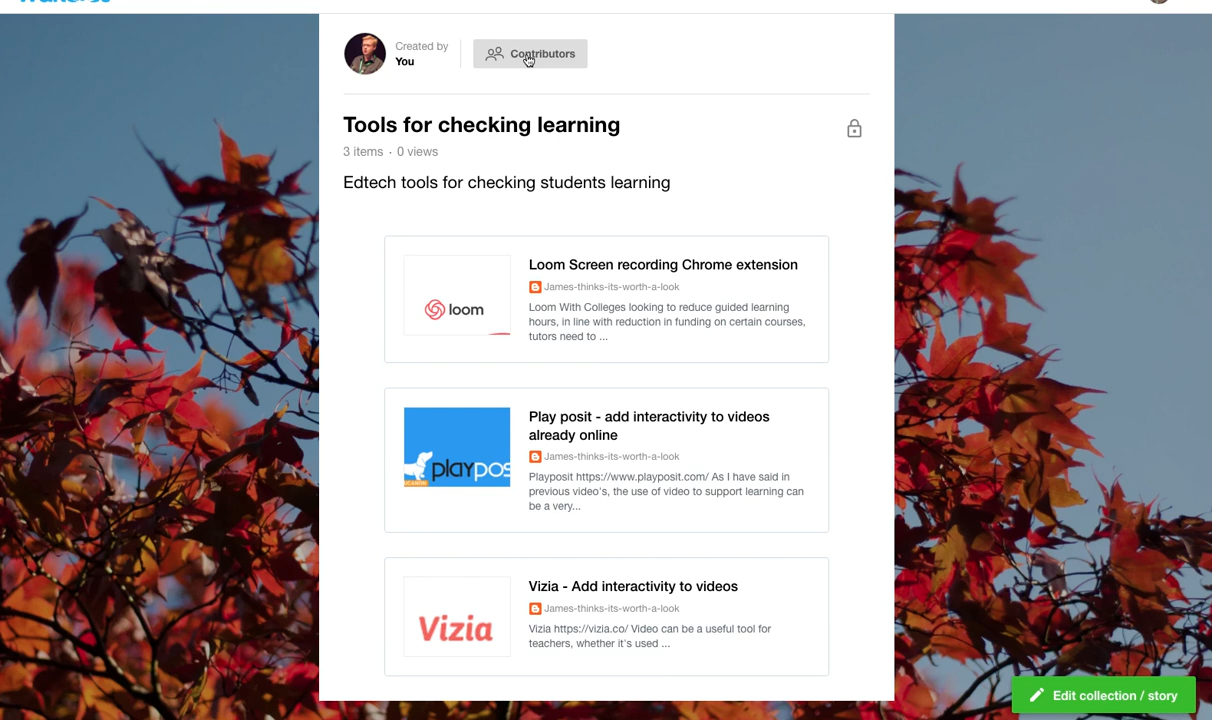 Created by
You
Contributors
Tools for checking learning
3 items · 0 views
Edtech tools for checking students learning
loom
Loom Screen recording Chrome extension
James-thinks-its-worth-a-look
Loom With Colleges looking to reduce guided learning
hours, in line with reduction in funding on certain courses,
tutors need to ...
playpos
Play posit - add interactivity to videos
already online
James-thinks-its-worth-a-look
Playposit https://www.playposit.com/ As I have said in
previous video's, the use of video to support learning can
be a very...
Vizia
Vizia - Add interactivity to videos
James-thinks-its-worth-a-look
Vizia https://vizia.co/ Video can be a useful tool for
teachers, whether it's used ...
Edit collection / story